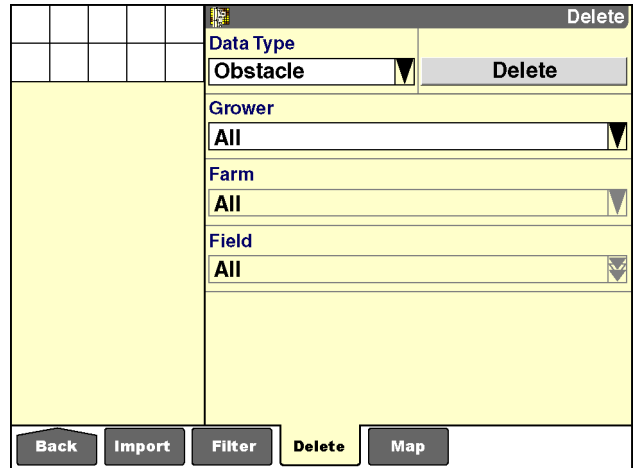 Delete
Data Type
Obstacle
Delete
Grower
All
Farm
All
Field
All
Back Import Filter Delete Map